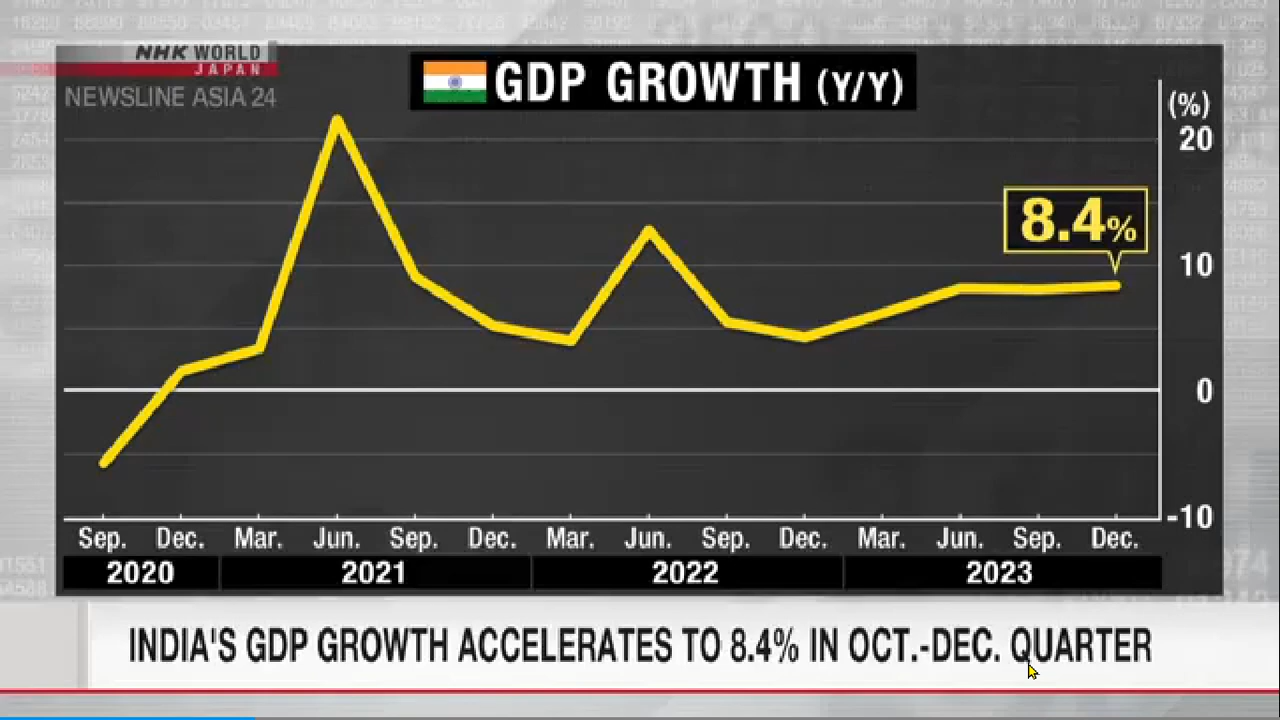 NHK WORLD
JAPAN
NEWSLINE ASIA 24
GDP GROWTH (Y/Y)
(%)
20
8.4%
10
0
-10
Sep. Dec. Mar. Jun. Sep. Dec. Mar. Jun. Sep. Dec. Mar. Jun. Sep. Dec.
2020 2021 2022 2023
INDIA'S GDP GROWTH ACCELERATES TO 8.4% IN OCT.-DEC. QUARTER